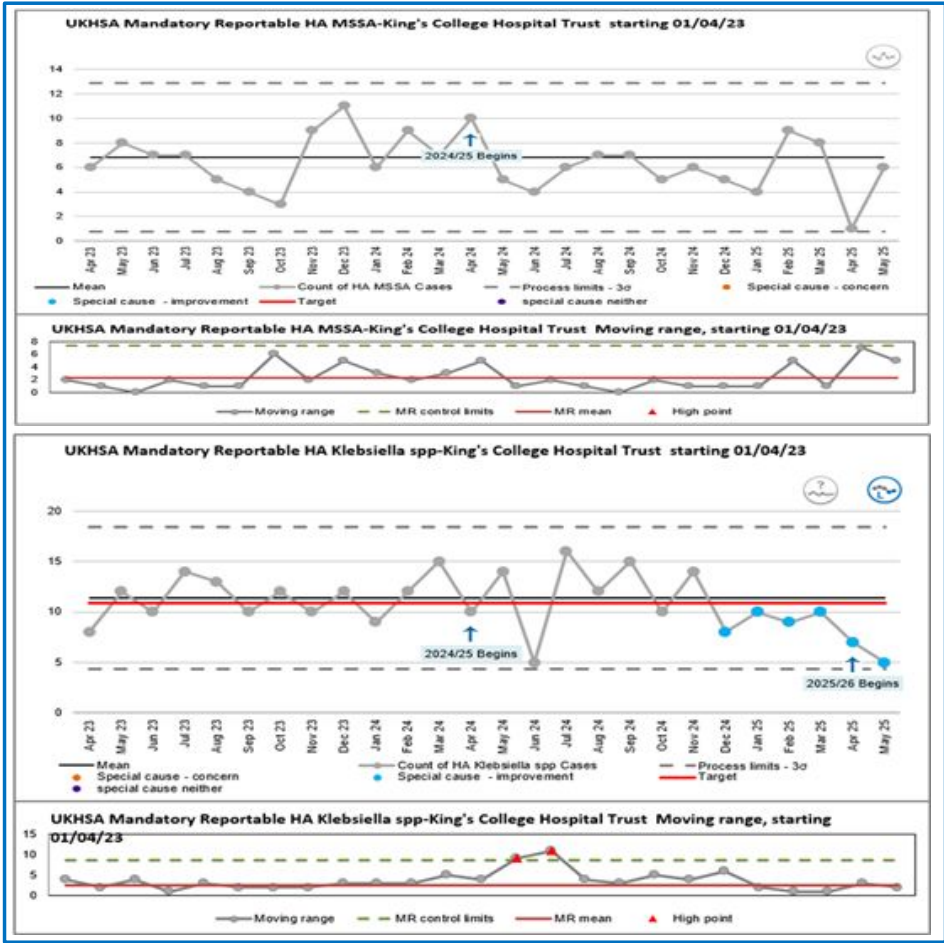 UKHSA Mandatory Reportable HA MSSA-King's College Hospital Trust starting 01/04/23
14
12
10
8
6
4
2
0
2024/25 Begins
Apr 23 May 23 Jun 23 Jul 23 Aug 23 Sep 23 Oct 23 Nov 23 Dec 23 Jan 24 Feb 24 Mar 24 Apr 24 May 24 Jun 24 Jul 24 Aug 24 Sep 24 Oct 24 Nov 24 Dec 24 Jan 25 Feb 25 Mar 25 Apr 25 May 25
Mean Count of HA MSSA Cases Process limits - 3σ Special cause - concern
Special cause - improvement Target special cause neither
UKHSA Mandatory Reportable HA MSSA-King's College Hospital Trust Moving range, starting 01/04/23
8
6
4
2
0
Moving range MR control limits MR mean High point
UKHSA Mandatory Reportable HA Klebsiella spp-King's College Hospital Trust starting 01/04/23
?
L
20
15
10
5
0
2024/25 Begins
2025/26 Begins
Apr 23 May 23 Jun 23 Jul 23 Aug 23 Sep 23 Oct 23 Nov 23 Dec 23 Jan 24 Feb 24 Mar 24 Apr 24 May 24 Jun 24 Jul 24 Aug 24 Sep 24 Oct 24 Nov 24 Dec 24 Jan 25 Feb 25 Mar 25 Apr 25 May 25
Mean Count of HA Klebsiella spp Cases Process limits - 3σ
Special cause - concern Special cause - improvement Target
special cause neither
UKHSA Mandatory Reportable HA Klebsiella spp-King's College Hospital Trust Moving range, starting
01/04/23
15
10
5
0
Moving range MR control limits MR mean High point